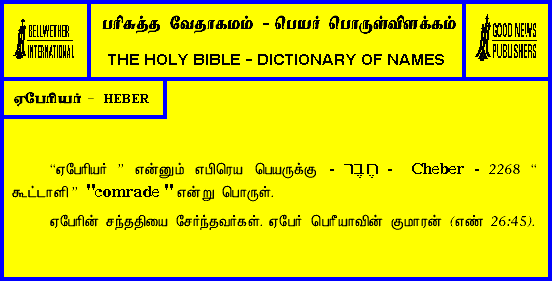 BELLWETHER
INTERNATIONAL
பரிசுத்த வேதாகமம் - பெயர் பொருள்விளக்கம்
THE HOLY BIBLE - DICTIONARY OF NAMES
GOOD NEWS
PUBLISHERS
ஏபேரியர் - HEBER
“ஏபேரியர் ” என்னும் எபிரெய பெயருக்கு - חֶבֶר - Cheber - 2268 “
கூட்டாளி” "comrade " என்று பொருள்.
ஏபேரின் சந்ததியை சேர்ந்தவர்கள். ஏபேர் பெரீயாவின் குமாரன் (எண் 26:45).